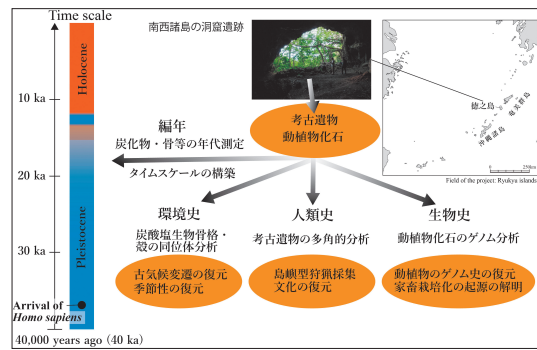 Time scale
南西諸島の洞窟遺跡
Holocene
10 ka
20 ka
Pleistocene
30 ka
Arrival of
Homo sapiens
40,000 years ago (40 ka)
編年
炭化物・骨等の年代測定
タイムスケールの構築
考古遺物
動植物化石
徳之島
奄美群島
沖縄諸島
0
250km
Field of the project: Ryukyu islands
環境史
炭酸塩生物骨格・
殻の同位体分析
古気候変遷の復元
季節性の復元
人類史
考古遺物の多角的分析
島嶼型狩猟採集
文化の復元
生物史
動植物化石のゲノム分析
動植物のゲノム史の復元
家畜栽培化の起源の解明